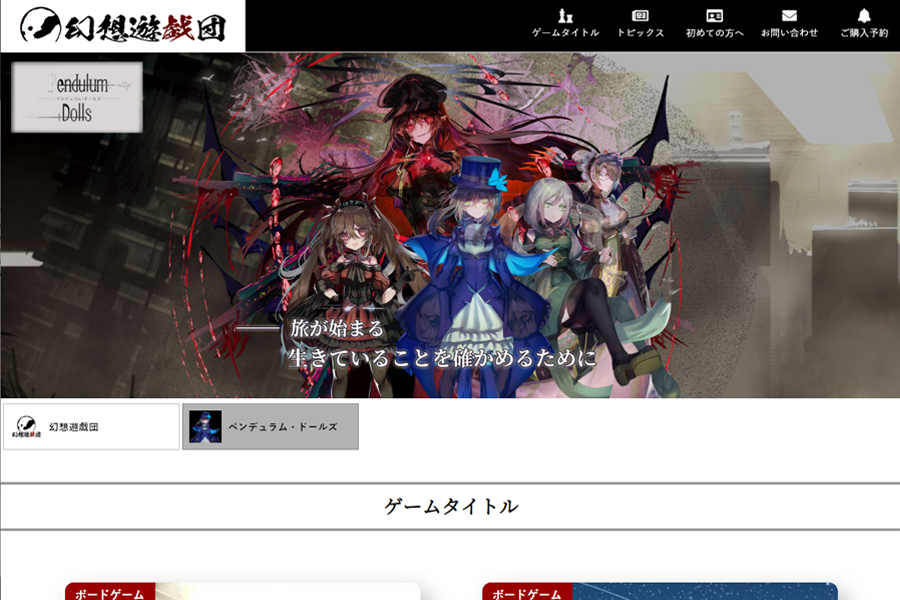 幻想遊戯団
ゲームタイトル
トピックス
初めての方へ
お問い合わせ
ご購入予約
Pendulum
ペンデュラム・ドールズ
Dolls
旅が始まる
生きていることを確かめるために
幻想遊戯団
幻想遊戯団
ペンデュラム・ドールズ
ゲームタイトル
ボードゲーム
ボードゲーム